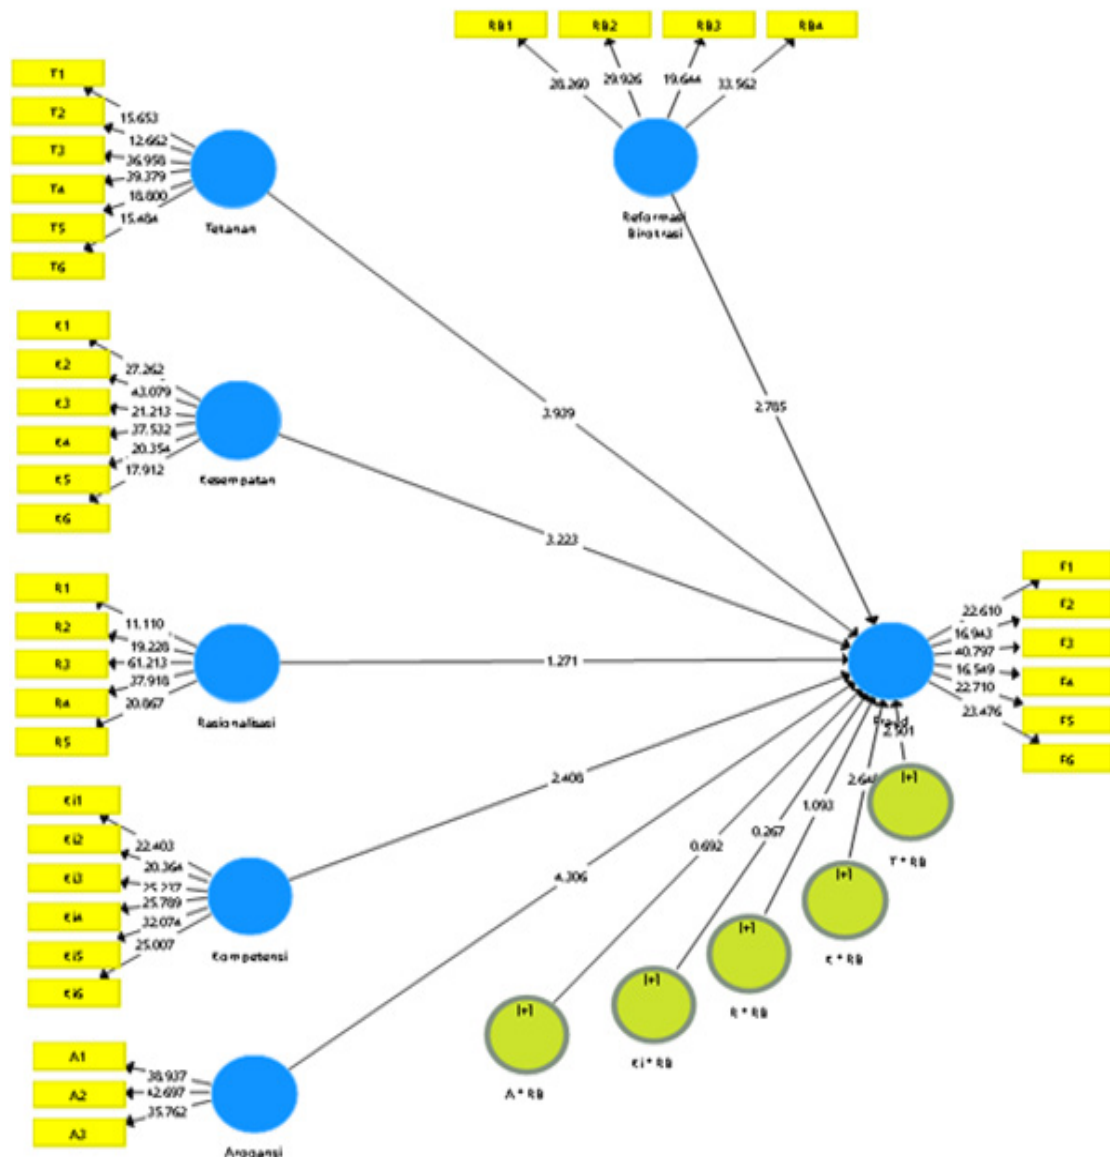 RB1
RB2
RB3
RB4
28.260
29.926
19.644
33.562
Reformasi
Birokrasi
T1
T2
T3
T4
T5
T6
15.653
12.662
36.958
39.379
18.800
15.484
Tekanan
3.939
2.785
K1
K2
K3
K4
K5
K6
27.262
43.079
21.213
37.532
20.354
17.912
Kesempatan
3.223
R1
R2
R3
R4
R5
11.110
19.228
61.213
37.918
20.867
Rasionalisasi
1.271
F1
F2
F3
F4
F5
F6
22.610
16.943
40.797
16.549
22.710
23.476
Fraud
2.501
Ki1
Ki2
Ki3
Ki4
Ki5
Ki6
22.403
20.364
25.237
25.789
32.074
25.007
Kompetensi
2.408
A1
A2
A3
38.937
42.697
35.762
Arogansi
4.306
0.692
0.267
1.093
[+]
T * RB
[+]
K * RB
[+]
R * RB
[+]
Ki * RB
[+]
A * RB